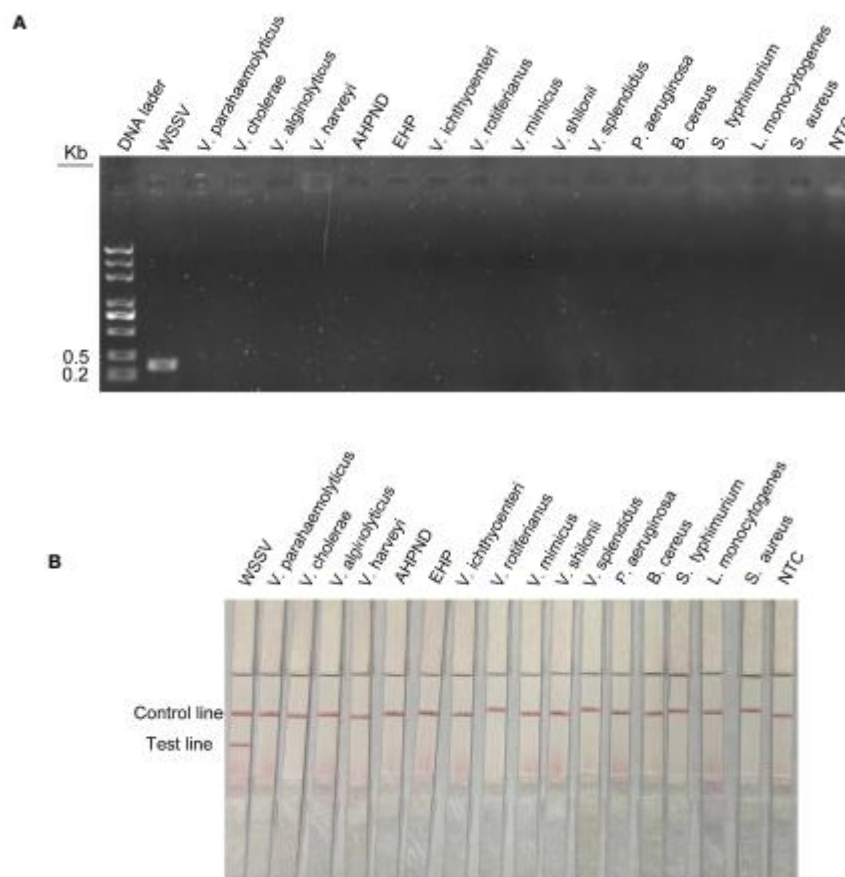 A
Kb
DNA lader
WSSV
V. parahaemolyticus
V. cholerae
V. alginolytious
V. harveyi
AHPND
EHP
V. ichthyoenteri
V. rotiferianus
V. mimicus
V. shilonii
V. splendidus
P. aeruginosa
B. cereus
S. typhimurium
L. monocytogenes
S. aureus
NTC
0.5
0.2
B
WSSV
V. parahaemolyticus
V. cholerae
V. alginolyticus
V. harveyi
AHPND
EHP
V. ichthyoenteri
V. rotiferianus
V. mimicus
V. shilonii
V. splendidus
P. aeruginosa
B. cereus
S. typhimurium
L. monocytogenes
S. aureus
NTC
Control line
Test line